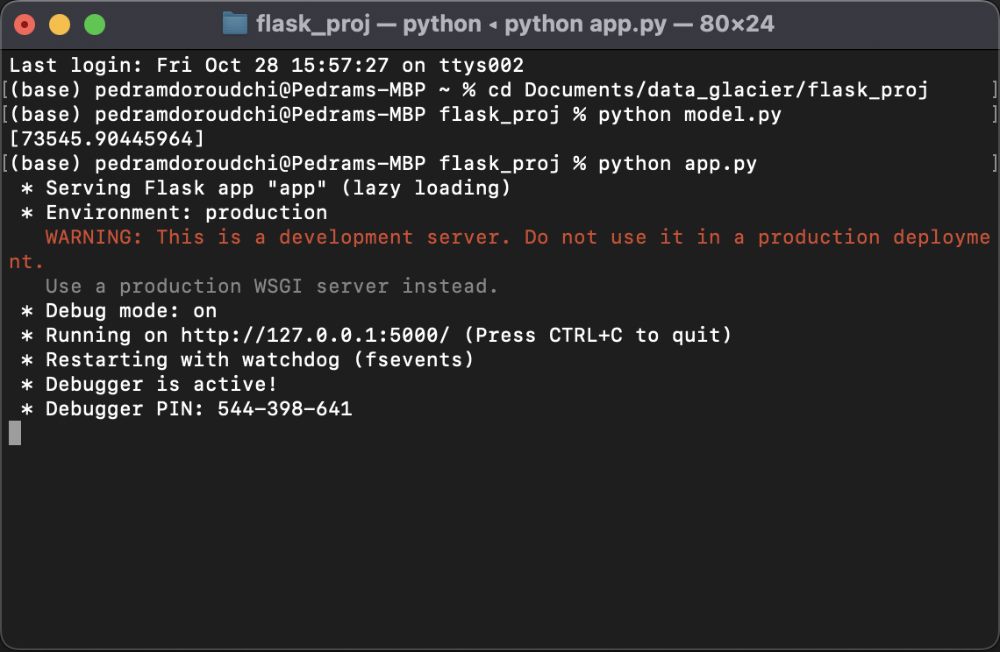 flask_proj — python ◂ python app.py — 80×24
Last login: Fri Oct 28 15:57:27 on ttys002
[(base) pedramdoroudchi@Pedrams-MBP ~ % cd Documents/data_glacier/flask_proj ]
[(base) pedramdoroudchi@Pedrams-MBP flask_proj % python model.py ]
[73545.90445964]
[(base) pedramdoroudchi@Pedrams-MBP flask_proj % python app.py ]
 * Serving Flask app "app" (lazy loading)
 * Environment: production
   WARNING: This is a development server. Do not use it in a production deployme
nt.
   Use a production WSGI server instead.
 * Debug mode: on
 * Running on http://127.0.0.1:5000/ (Press CTRL+C to quit)
 * Restarting with watchdog (fsevents)
 * Debugger is active!
 * Debugger PIN: 544-398-641